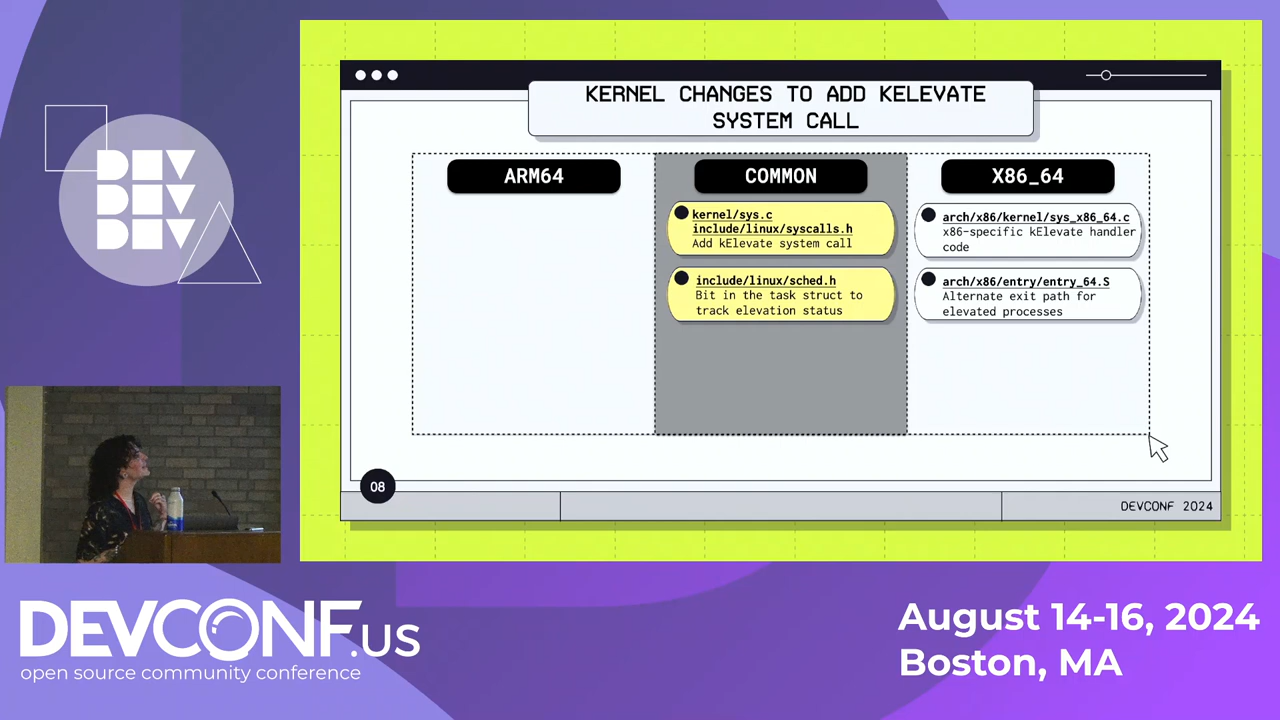 KERNEL CHANGES TO ADD KELEVATE
SYSTEM CALL
ARM64
COMMON
kernel/sys.c
include/linux/syscalls.h
Add kElevate system call
include/linux/sched.h
Bit in the task struct to
track elevation status
X86_64
arch/x86/kernel/sys_x86_64.c
x86-specific kElevate handler
code
arch/x86/entry/entry_64.S
Alternate exit path for
elevated processes
08
DEVCONF 2024
DEV
DEV
DEV
DEVCONF.US
open source community conference
August 14-16, 2024
Boston, MA